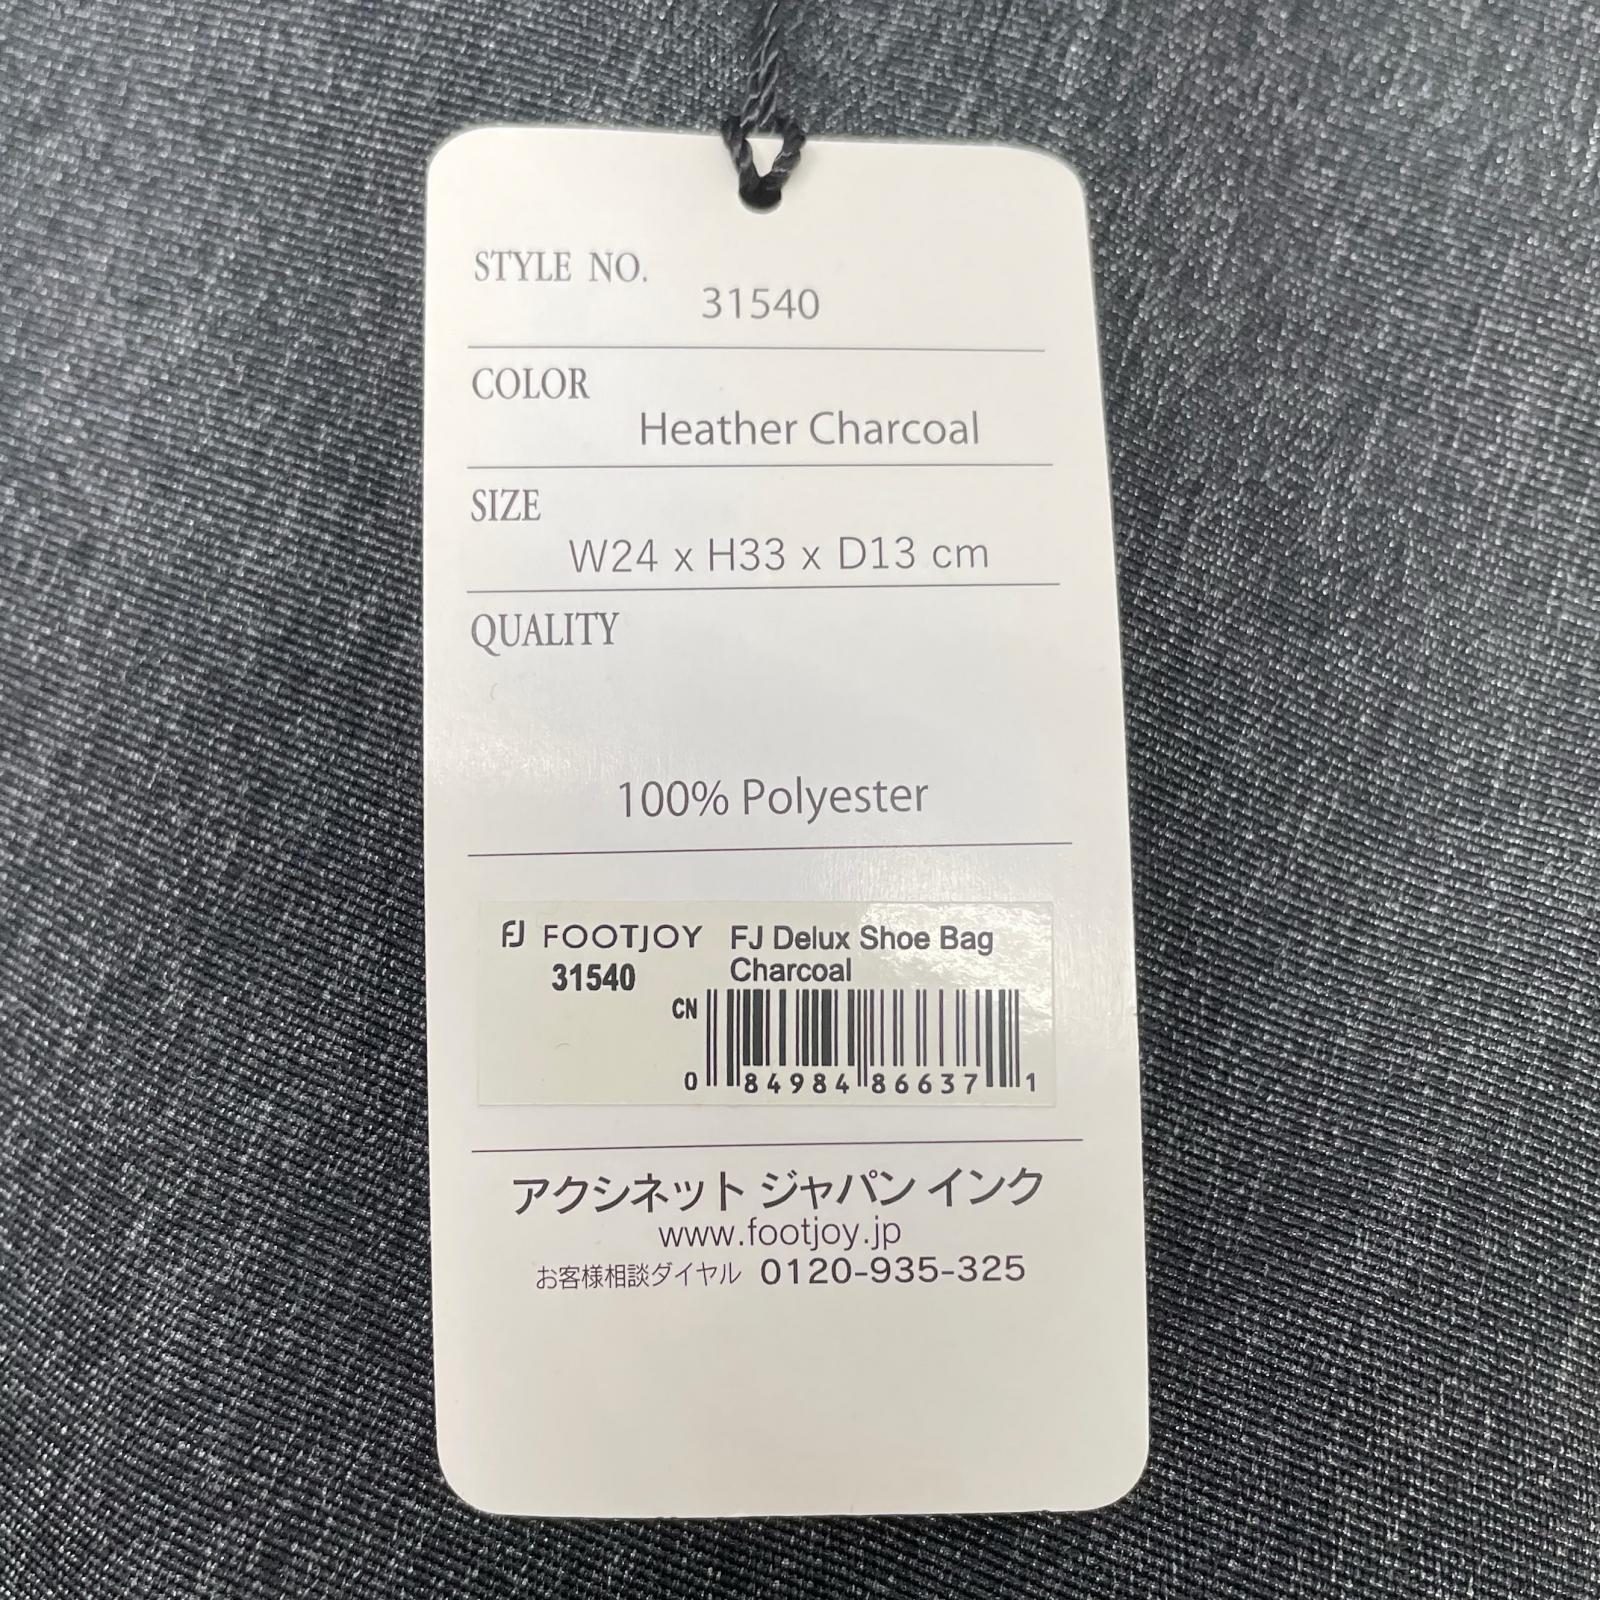 STYLE NO.
31540
COLOR
Heather Charcoal
SIZE
W24 x H33 x D13 cm
QUALITY
100% Polyester
FJ FOOTJOY FJ Delux Shoe Bag
31540 Charcoal
CN
0 84984 86637 1
アクシネット ジャパン インク
www.footjoy.jp
お客様相談ダイヤル 0120-935-325